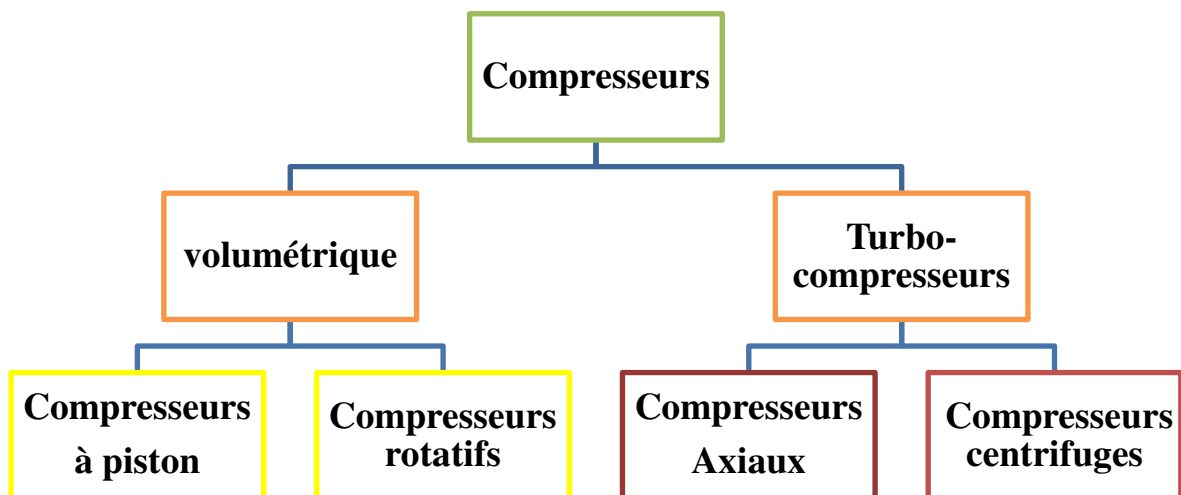 Compresseurs
volumétrique
Turbo-
compresseurs
Compresseurs
à piston
Compresseurs
rotatifs
Compresseurs
Axiaux
Compresseurs
centrifuges